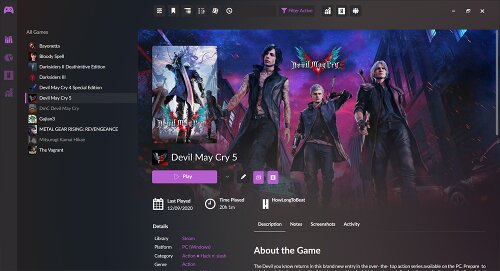 Filter Active
All Games
Bayonetta
Bloody Spell
Darksiders II Deathinitive Edition
Darksiders III
Devil May Cry 4 Special Edition
Devil May Cry 5
DmC Devil May Cry
Gajian3
METAL GEAR RISING: REVENGEANCE
Mitsurugi Kamui Hikae
The Vagrant
Devil May Cry
Devil May Cry
Devil May Cry 5
Play
Last Played
12/09/2020
Time Played
20h 1m
HowLongToBeat
Description Notes Screenshots Activity
Details
Library Steam
Platform PC (Windows)
Category Action • Hack n' slash
Genre Action
About the Game
The Devil you know returns in this brand new entry in the over- the- top action series available on the PC. Prepare to